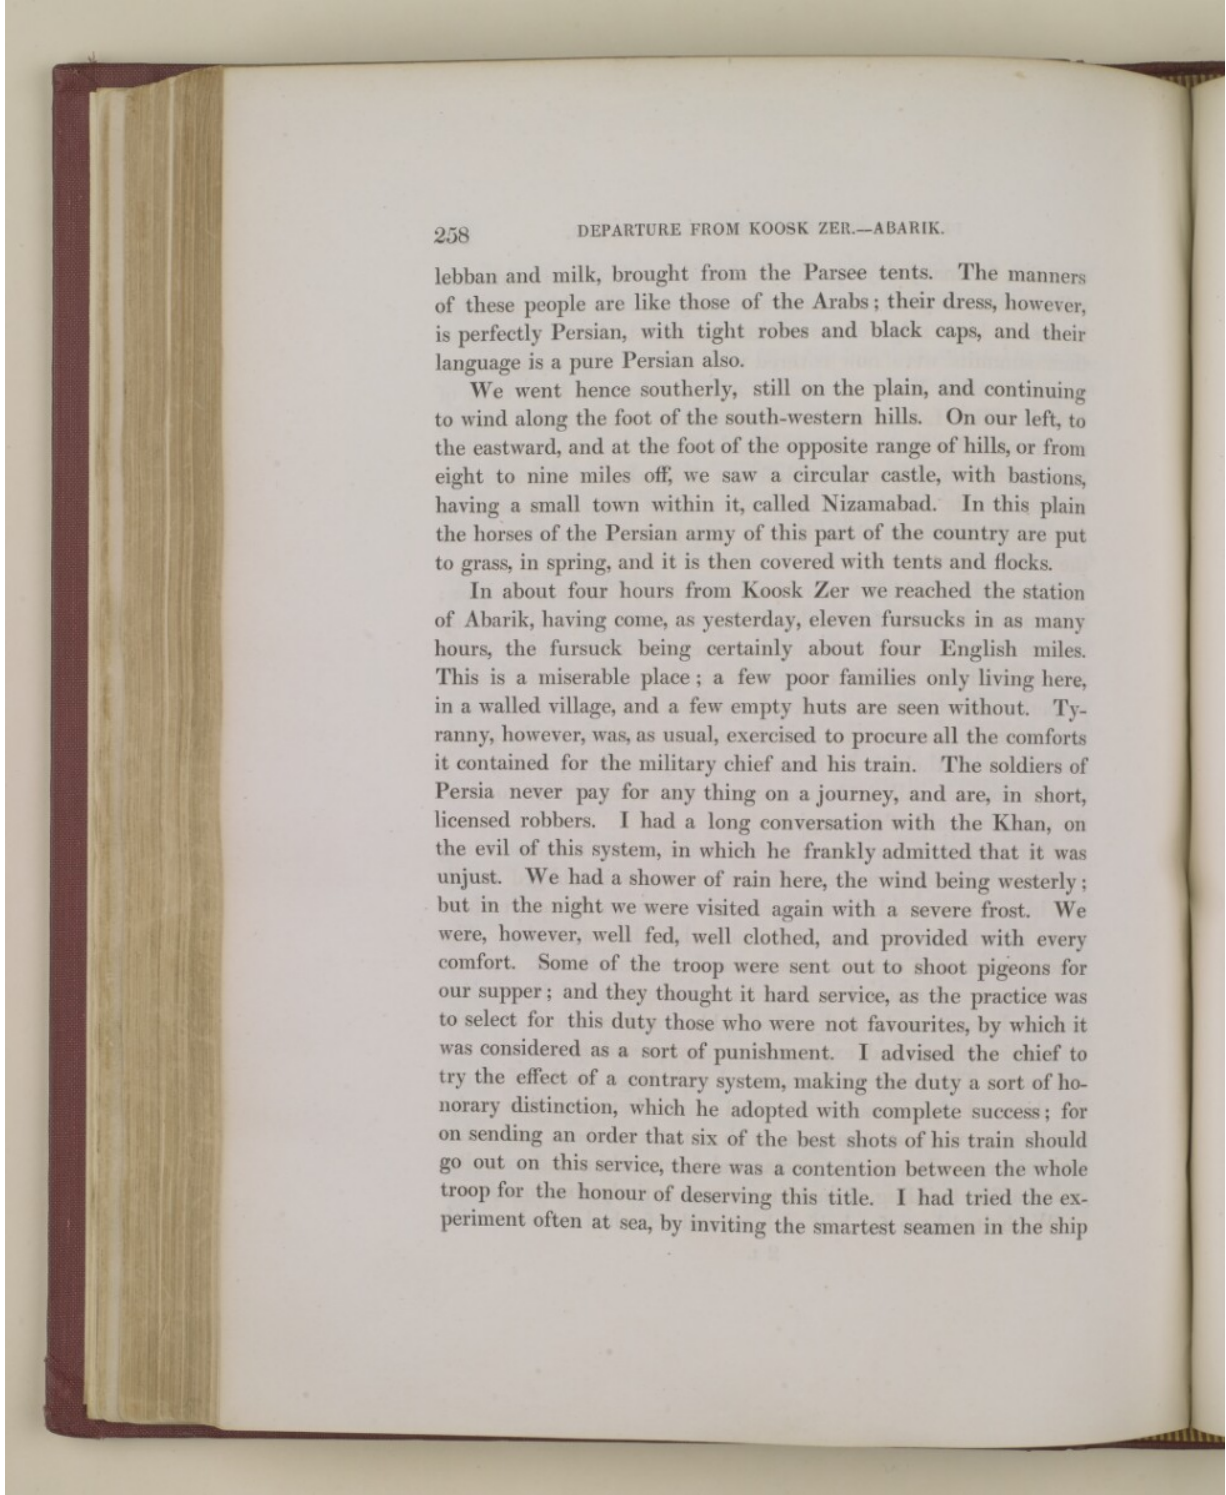 258 DEPARTURE FROM KOOSK ZER.—ABARIK.
lebban and milk, brought from the Parsee tents. The manners
of these people are like those of the Arabs; their dress, however,
is perfectly Persian, with tight robes and black caps, and their
language is a pure Persian also.
We went hence southerly, still on the plain, and continuing
to wind along the foot of the south-western hills. On our left, to
the eastward, and at the foot of the opposite range of hills, or from
eight to nine miles off, we saw a circular castle, with bastions,
having a small town within it, called Nizamabad. In this plain
the horses of the Persian army of this part of the country are put
to grass, in spring, and it is then covered with tents and flocks.
In about four hours from Koosk Zer we reached the station
of Abarik, having come, as yesterday, eleven fursucks in as many
hours, the fursuck being certainly about four English miles.
This is a miserable place; a few poor families only living here,
in a walled village, and a few empty huts are seen without. Ty-
ranny, however, was, as usual, exercised to procure all the comforts
it contained for the military chief and his train. The soldiers of
Persia never pay for any thing on a journey, and are, in short,
licensed robbers. I had a long conversation with the Khan, on
the evil of this system, in which he frankly admitted that it was
unjust. We had a shower of rain here, the wind being westerly;
but in the night we were visited again with a severe frost. We
were, however, well fed, well clothed, and provided with every
comfort. Some of the troop were sent out to shoot pigeons for
our supper; and they thought it hard service, as the practice was
to select for this duty those who were not favourites, by which it
was considered as a sort of punishment. I advised the chief to
try the effect of a contrary system, making the duty a sort of ho-
norary distinction, which he adopted with complete success; for
on sending an order that six of the best shots of his train should
go out on this service, there was a contention between the whole
troop for the honour of deserving this title. I had tried the ex-
periment often at sea, by inviting the smartest seamen in the ship